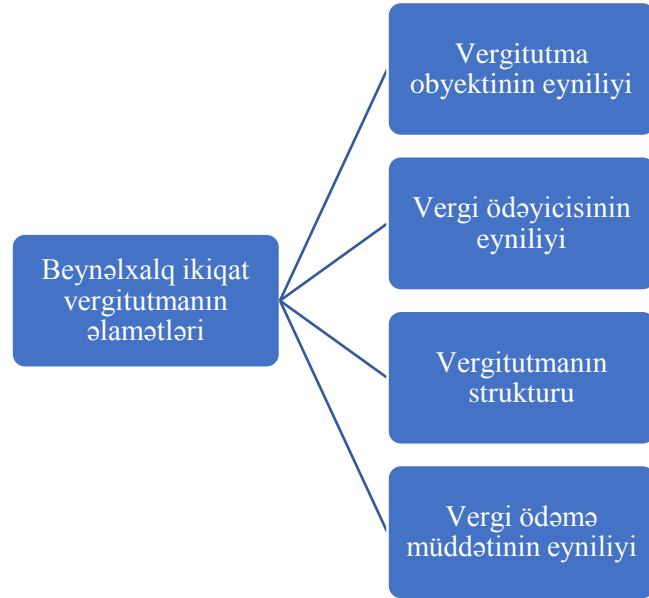 Beynəlxalq ikiqat
vergitutmanın
əlamətləri
Vergitutma
obyektinin eyniliyi
Vergi ödəyicisinin
eyniliyi
Vergitutmanın
strukturu
Vergi ödəmə
müddətinin eyniliyi